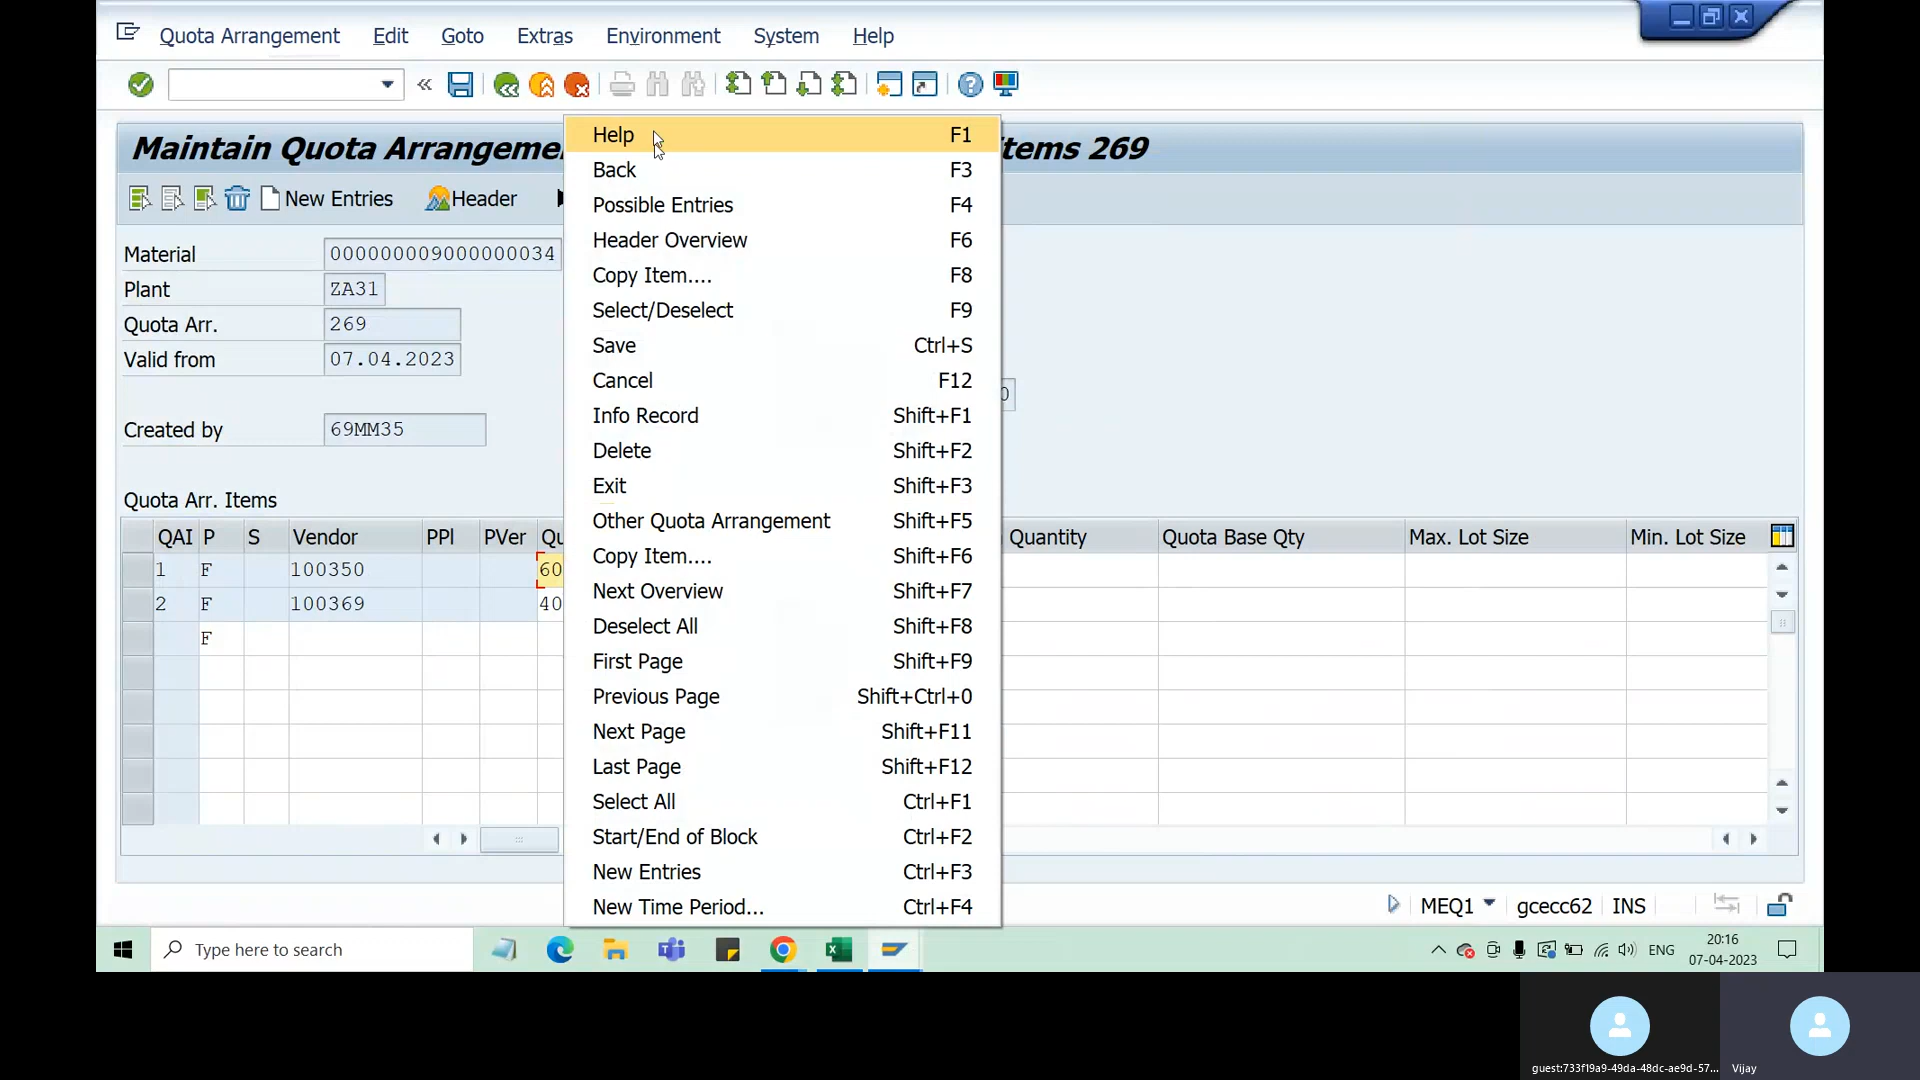 Quota Arrangement Edit Goto Extras Environment System Help
Maintain Quota Arrangeme
tems 269
New Entries Header
Material 000000009000000034
Plant ZA31
Quota Arr. 269
Valid from 07.04.2023
0
Created by 69MM35
Quota Arr. Items
QAI P S Vendor PPl PVer Qu Quantity Quota Base Qty Max. Lot Size Min. Lot Size
1 F 100350 60
2 F 100369 40
F
Help F1
Back F3
Possible Entries F4
Header Overview F6
Copy Item.... F8
Select/Deselect F9
Save Ctrl+S
Cancel F12
Info Record Shift+F1
Delete Shift+F2
Exit Shift+F3
Other Quota Arrangement Shift+F5
Copy Item.... Shift+F6
Next Overview Shift+F7
Deselect All Shift+F8
First Page Shift+F9
Previous Page Shift+Ctrl+0
Next Page Shift+F11
Last Page Shift+F12
Select All Ctrl+F1
Start/End of Block Ctrl+F2
New Entries Ctrl+F3
New Time Period... Ctrl+F4
MEQ1 gcecc62 INS
Type here to search
ENG
20:16
07-04-2023
guest:733f19a9-49da-48dc-ae9d-57...
Vijay